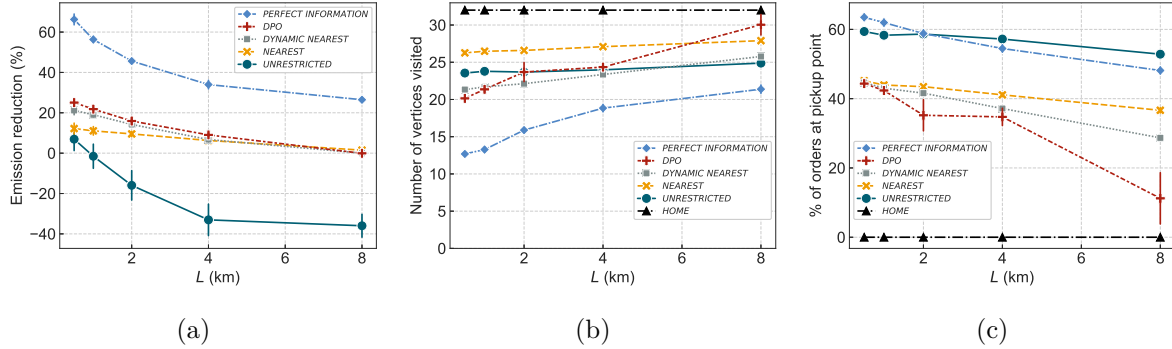 Emission reduction (%)
60
40
20
0
−20
−40
2
4
6
8
L (km)
PERFECT INFORMATION
DPO
DYNAMIC NEAREST
NEAREST
UNRESTRICTED
(a)
Number of vertices visited
30
25
20
15
10
5
0
2
4
6
8
L (km)
PERFECT INFORMATION
DPO
DYNAMIC NEAREST
NEAREST
UNRESTRICTED
HOME
(b)
% of orders at pickup point
60
40
20
0
2
4
6
8
L (km)
PERFECT INFORMATION
DPO
DYNAMIC NEAREST
NEAREST
UNRESTRICTED
HOME
(c)